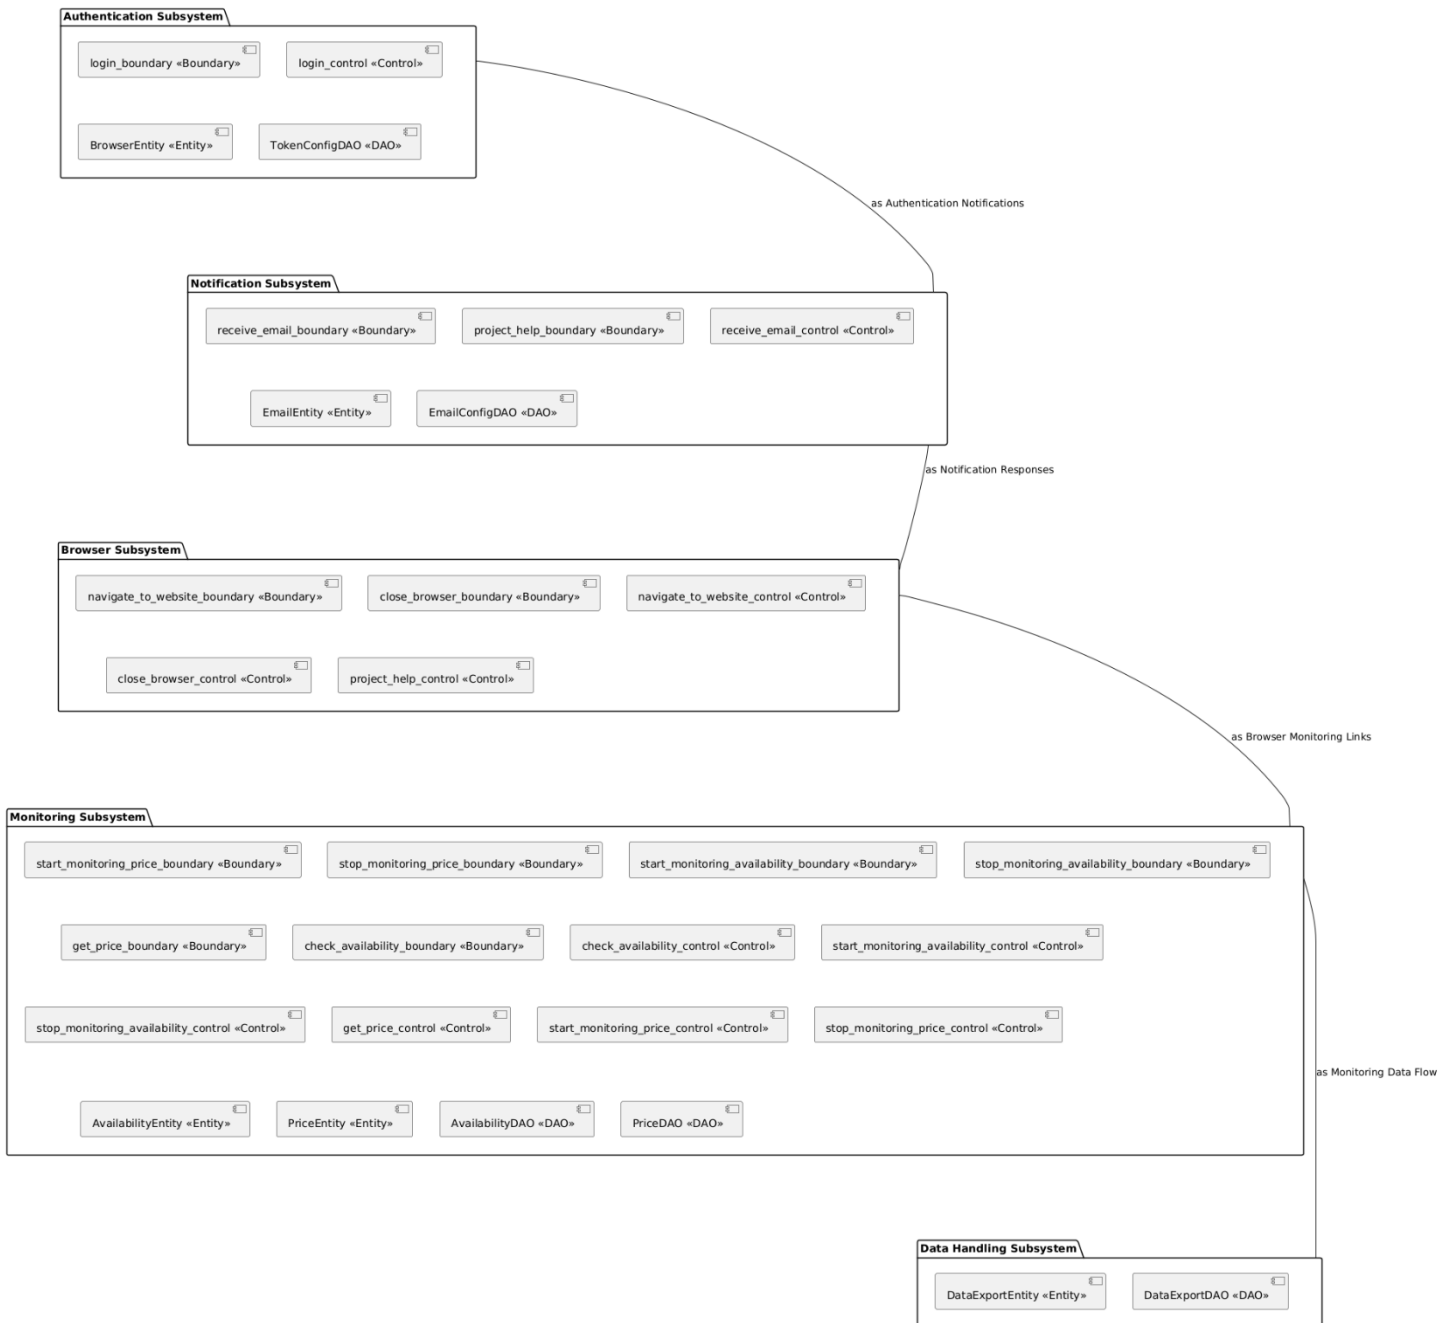 Authentication Subsystem
login_boundary «Boundary»
login_control «Control»
BrowserEntity «Entity»
TokenConfigDAO «DAO»
as Authentication Notifications
Notification Subsystem
receive_email_boundary «Boundary»
project_help_boundary «Boundary»
receive_email_control «Control»
EmailEntity «Entity»
EmailConfigDAO «DAO»
as Notification Responses
Browser Subsystem
navigate_to_website_boundary «Boundary»
close_browser_boundary «Boundary»
navigate_to_website_control «Control»
close_browser_control «Control»
project_help_control «Control»
as Browser Monitoring Links
Monitoring Subsystem
start_monitoring_price_boundary «Boundary»
stop_monitoring_price_boundary «Boundary»
start_monitoring_availability_boundary «Boundary»
stop_monitoring_availability_boundary «Boundary»
get_price_boundary «Boundary»
check_availability_boundary «Boundary»
check_availability_control «Control»
start_monitoring_availability_control «Control»
stop_monitoring_availability_control «Control»
get_price_control «Control»
start_monitoring_price_control «Control»
stop_monitoring_price_control «Control»
as Monitoring Data Flow
AvailabilityEntity «Entity»
PriceEntity «Entity»
AvailabilityDAO «DAO»
PriceDAO «DAO»
Data Handling Subsystem
DataExportEntity «Entity»
DataExportDAO «DAO»